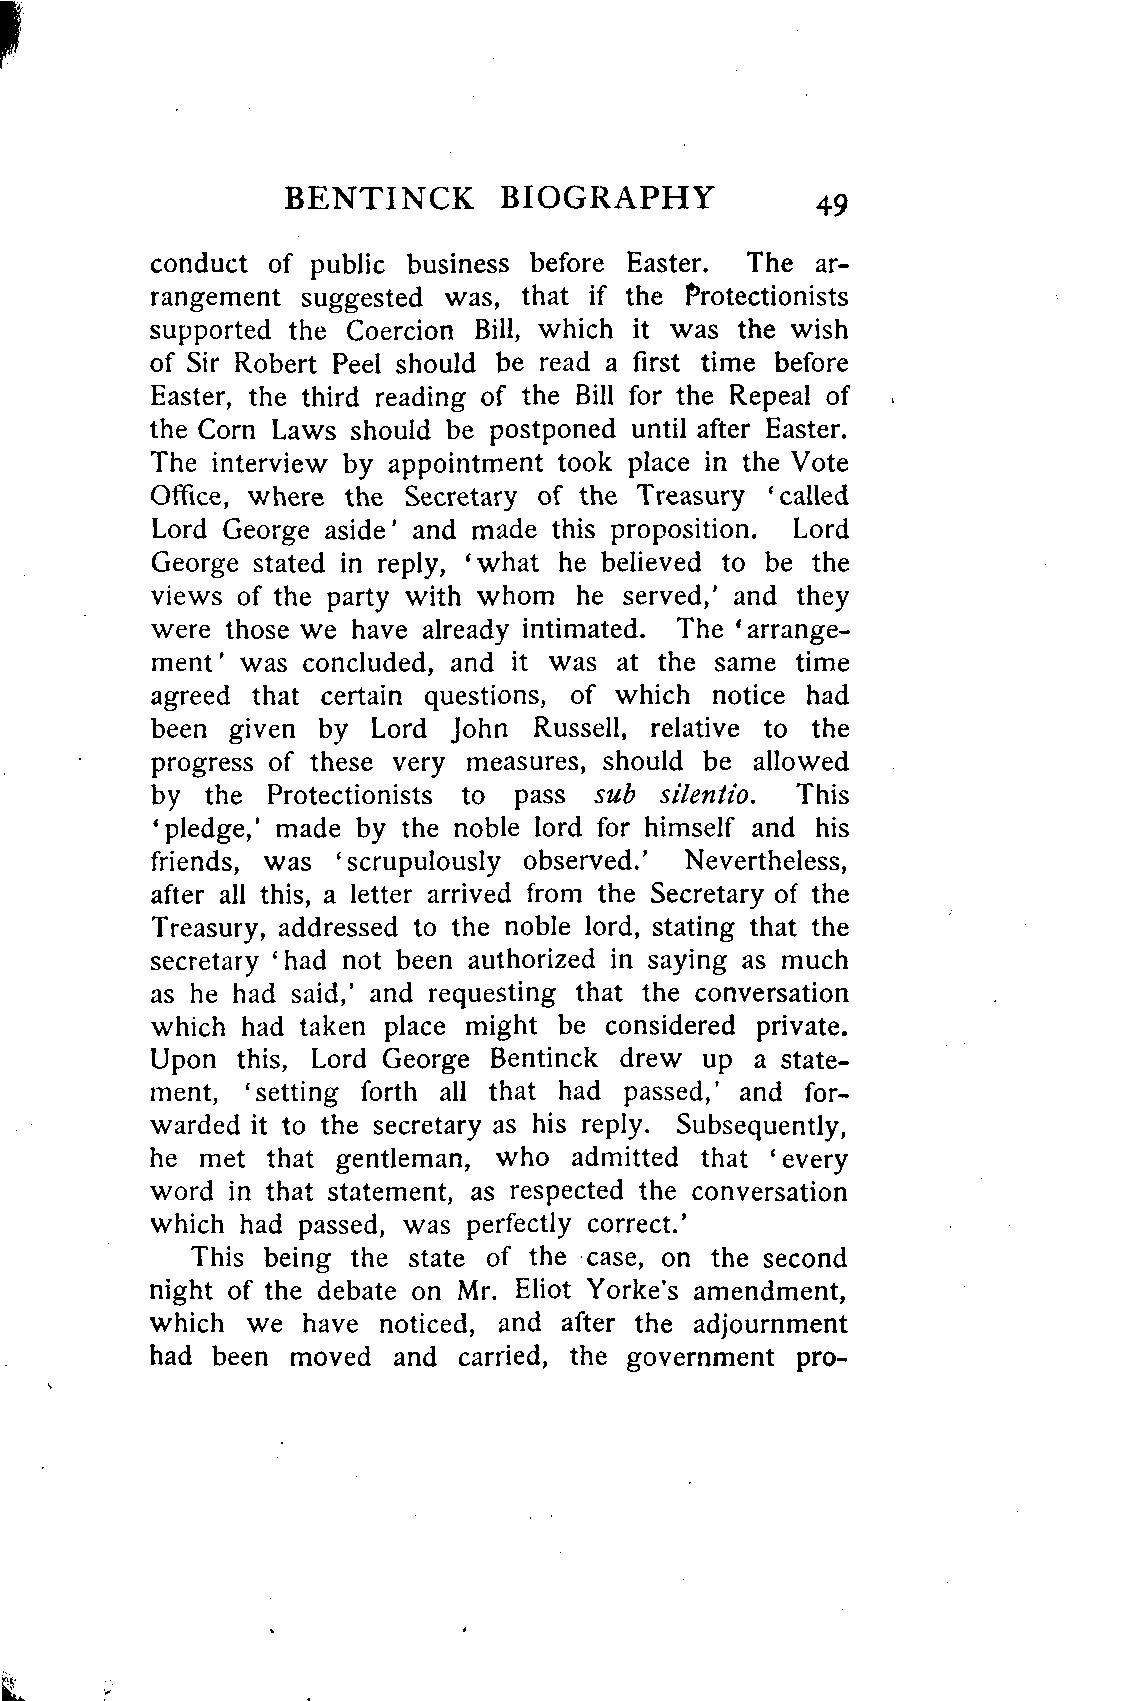 BENTINCK BIOGRAPHY 49
conduct of public business before Easter. The ar-
rangement suggested was, that if the Protectionists
supported the Coercion Bill, which it was the wish
of Sir Robert Peel should be read a first time before
Easter, the third reading of the Bill for the Repeal of
the Corn Laws should be postponed until after Easter.
The interview by appointment took place in the Vote
Office, where the Secretary of the Treasury ‘called
Lord George aside’ and made this proposition. Lord
George stated in reply, ‘what he believed to be the
views of the party with whom he served,’ and they
were those we have already intimated. The ‘arrange-
ment’ was concluded, and it was at the same time
agreed that certain questions, of which notice had
been given by Lord John Russell, relative to the
progress of these very measures, should be allowed
by the Protectionists to pass sub silentio. This
‘pledge,’ made by the noble lord for himself and his
friends, was ‘scrupulously observed.’ Nevertheless,
after all this, a letter arrived from the Secretary of the
Treasury, addressed to the noble lord, stating that the
secretary ‘had not been authorized in saying as much
as he had said,’ and requesting that the conversation
which had taken place might be considered private.
Upon this, Lord George Bentinck drew up a state-
ment, ‘setting forth all that had passed,’ and for-
warded it to the secretary as his reply. Subsequently,
he met that gentleman, who admitted that ‘every
word in that statement, as respected the conversation
which had passed, was perfectly correct.’
This being the state of the case, on the second
night of the debate on Mr. Eliot Yorke’s amendment,
which we have noticed, and after the adjournment
had been moved and carried, the government pro-